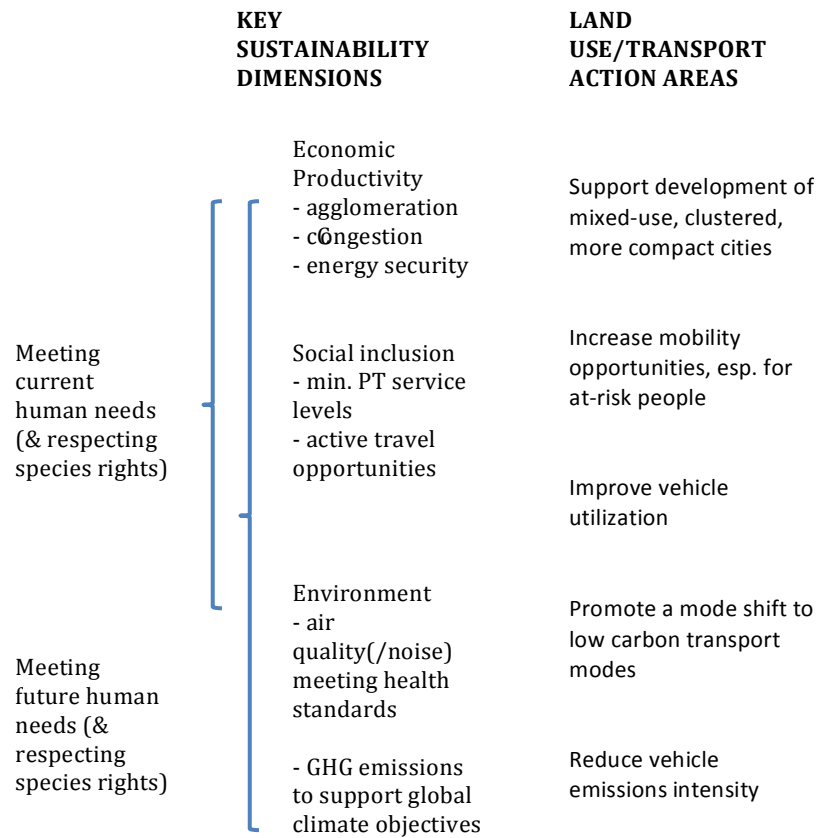 KEY
SUSTAINABILITY
DIMENSIONS
LAND
USE/TRANSPORT
ACTION AREAS
Meeting
current
human needs
(& respecting
species rights)
Meeting
future human
needs (&
respecting
species rights)
Economic
Productivity
- agglomeration
- congestion
- energy security
Social inclusion
- min. PT service
levels
- active travel
opportunities
Environment
- air
quality(/noise)
meeting health
standards
- GHG emissions
to support global
climate objectives
Support development of
mixed-use, clustered,
more compact cities
Increase mobility
opportunities, esp. for
at-risk people
Improve vehicle
utilization
Promote a mode shift to
low carbon transport
modes
Reduce vehicle
emissions intensity